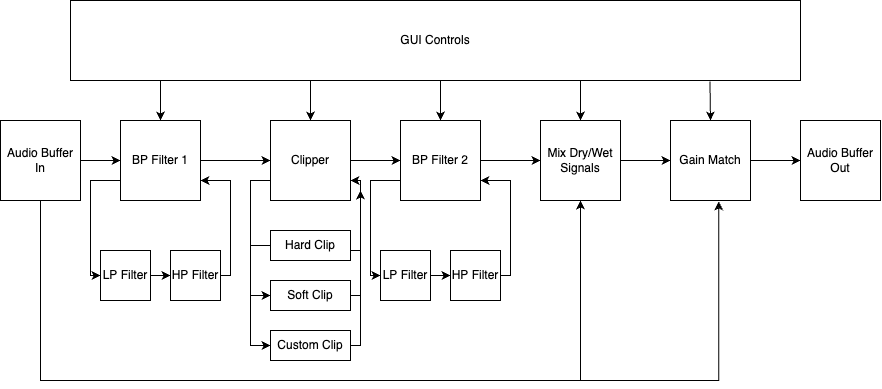 GUI Controls
Audio Buffer
In
BP Filter 1
Clipper
BP Filter 2
Mix Dry/Wet
Signals
Gain Match
Audio Buffer
Out
LP Filter
HP Filter
Hard Clip
Soft Clip
Custom Clip
LP Filter
HP Filter